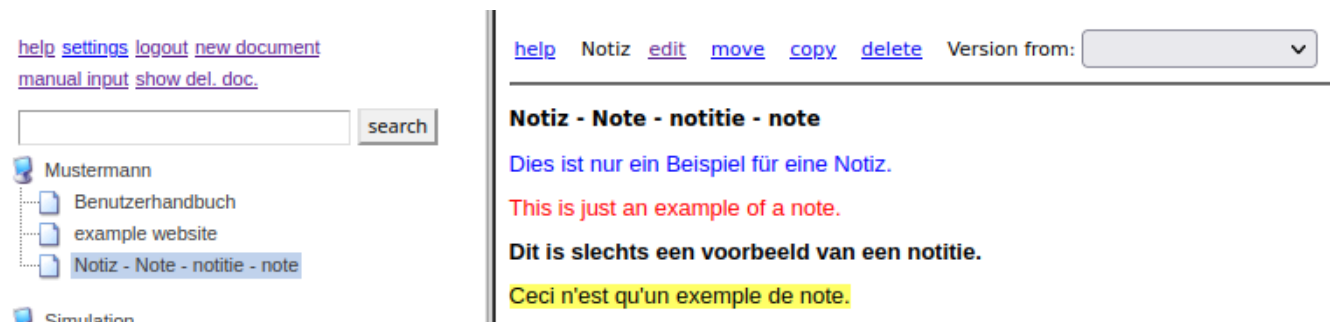 help settings logout new document
manual input show del. doc.
search
Mustermann
Benutzerhandbuch
example website
Notiz - Note - notitie - note
Simulation
help Notiz edit move copy delete Version from:
Notiz - Note - notitie - note
Dies ist nur ein Beispiel für eine Notiz.
This is just an example of a note.
Dit is slechts een voorbeeld van een notitie.
Ceci n'est qu'un exemple de note.